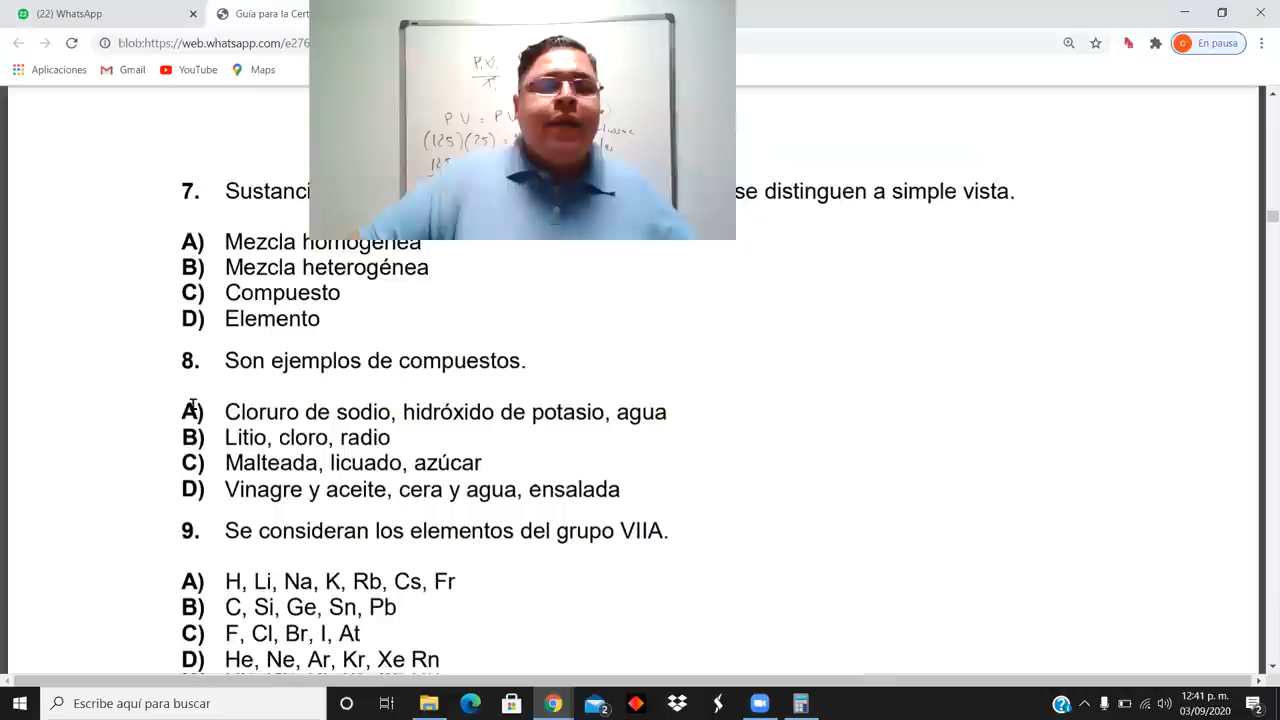 (22) WhatsApp
Guía para la Cert
blob:https://web.whatsapp.com/e276
En pausa
Aplicaciones
Gmail
YouTube
Maps
P V = P V
(125)(25) =
7. Sustanci
se distinguen a simple vista.
A) Mezcla homogénea
B) Mezcla heterogénea
C) Compuesto
D) Elemento
8. Son ejemplos de compuestos.
A) Cloruro de sodio, hidróxido de potasio, agua
B) Litio, cloro, radio
C) Malteada, licuado, azúcar
D) Vinagre y aceite, cera y agua, ensalada
9. Se consideran los elementos del grupo VIIA.
A) H, Li, Na, K, Rb, Cs, Fr
B) C, Si, Ge, Sn, Pb
C) F, Cl, Br, I, At
D) He, Ne, Ar, Kr, Xe Rn
Escribe aquí para buscar
12:41 p. m.
03/09/2020